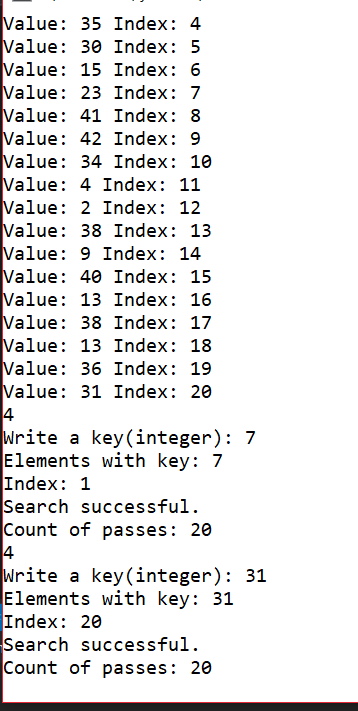 Value: 35 Index: 4
Value: 30 Index: 5
Value: 15 Index: 6
Value: 23 Index: 7
Value: 41 Index: 8
Value: 42 Index: 9
Value: 34 Index: 10
Value: 4 Index: 11
Value: 2 Index: 12
Value: 38 Index: 13
Value: 9 Index: 14
Value: 40 Index: 15
Value: 13 Index: 16
Value: 38 Index: 17
Value: 13 Index: 18
Value: 36 Index: 19
Value: 31 Index: 20
4
Write a key(integer): 7
Elements with key: 7
Index: 1
Search successful.
Count of passes: 20
4
Write a key(integer): 31
Elements with key: 31
Index: 20
Search successful.
Count of passes: 20